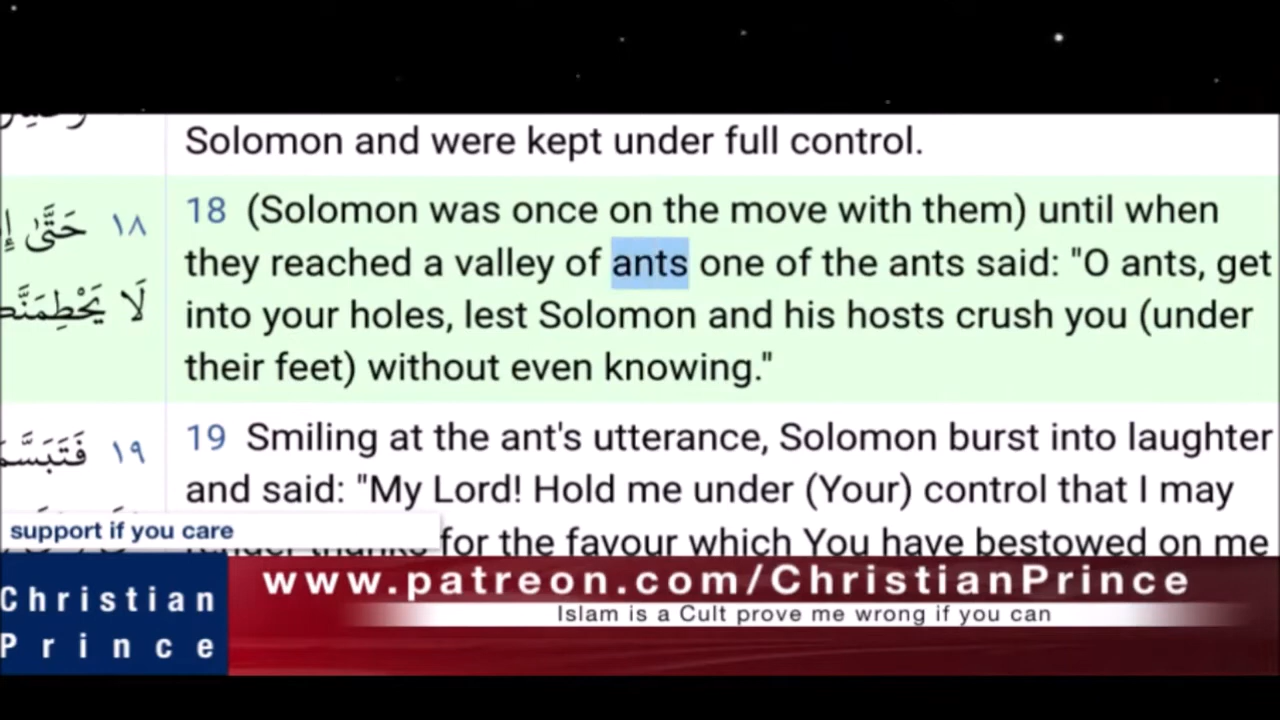 Solomon and were kept under full control.
١٨ حَتَّىٰ
18 (Solomon was once on the move with them) until when
they reached a valley of ants one of the ants said: "O ants, get
لَا يَحْطِمَنَّ
into your holes, lest Solomon and his hosts crush you (under
their feet) without even knowing."
١٩
19 Smiling at the ant's utterance, Solomon burst into laughter
and said: "My Lord! Hold me under (Your) control that I may
support if you care
for the favour which You have bestowed on me
Christian
Prince
www.patreon.com/ChristianPrince
Islam is a Cult prove me wrong if you can